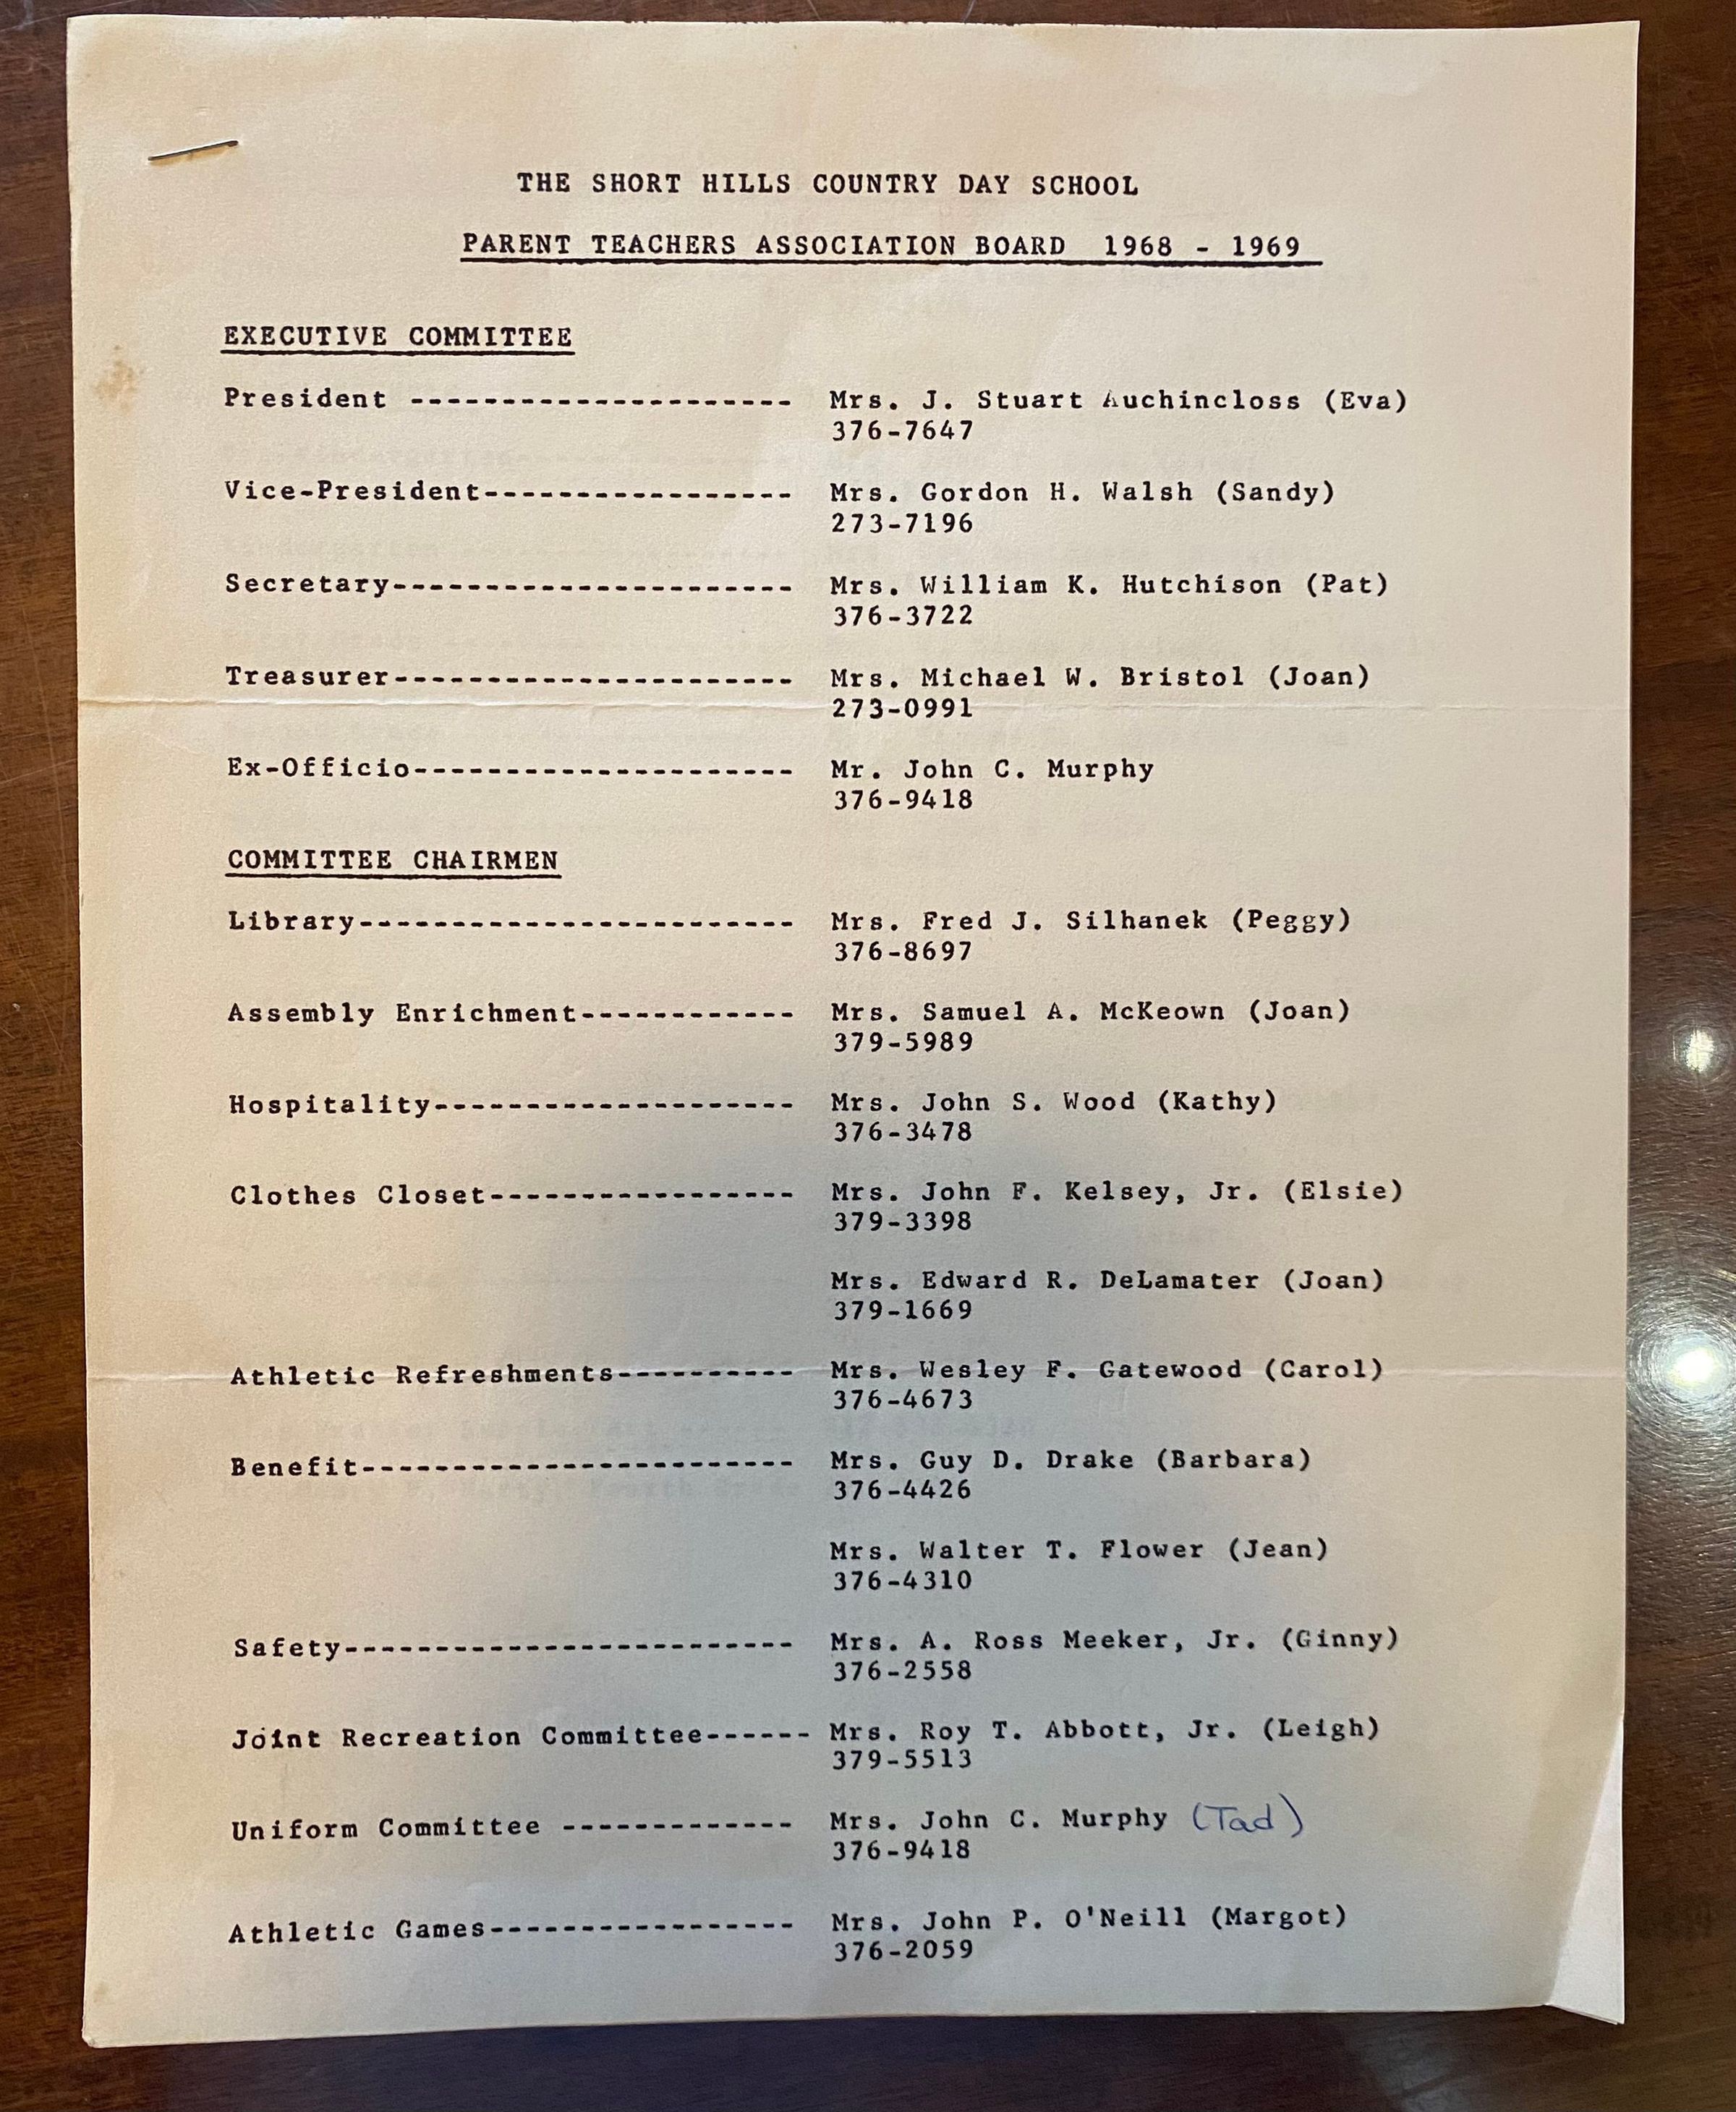 THE SHORT HILLS COUNTRY DAY SCHOOL
PARENT TEACHERS ASSOCIATION BOARD 1968 - 1969
EXECUTIVE COMMITTEE
President --------------------- Mrs. J. Stuart Auchincloss (Eva)
376-7647
Vice-President----------------- Mrs. Gordon H. Walsh (Sandy)
273-7196
Secretary---------------------- Mrs. William K. Hutchison (Pat)
376-3722
Treasurer---------------------- Mrs. Michael W. Bristol (Joan)
273-0991
Ex-Officio--------------------- Mr. John C. Murphy
376-9418
COMMITTEE CHAIRMEN
Library------------------------ Mrs. Fred J. Silhanek (Peggy)
376-8697
Assembly Enrichment------------ Mrs. Samuel A. McKeown (Joan)
379-5989
Hospitality-------------------- Mrs. John S. Wood (Kathy)
376-3478
Clothes Closet----------------- Mrs. John F. Kelsey, Jr. (Elsie)
379-3398
Mrs. Edward R. DeLamater (Joan)
379-1669
Athletic Refreshments---------- Mrs. Wesley F. Gatewood (Carol)
376-4673
Benefit------------------------ Mrs. Guy D. Drake (Barbara)
376-4426
Mrs. Walter T. Flower (Jean)
376-4310
Safety------------------------- Mrs. A. Ross Meeker, Jr. (Ginny)
376-2558
Joint Recreation Committee------ Mrs. Roy T. Abbott, Jr. (Leigh)
379-5513
Uniform Committee ------------- Mrs. John C. Murphy (Tad)
376-9418
Athletic Games----------------- Mrs. John P. O'Neill (Margot)
376-2059